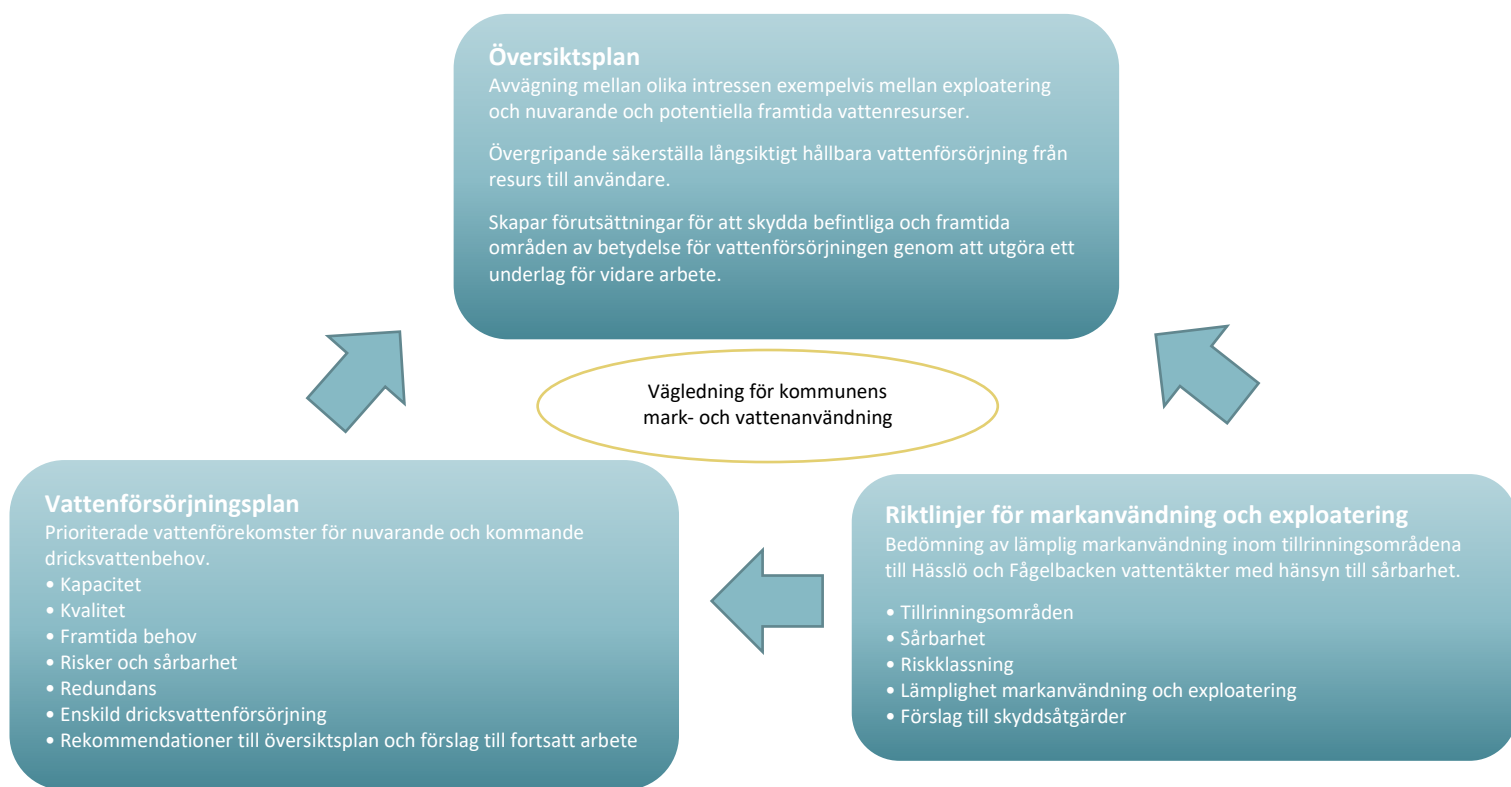 Översiktsplan
Avvägning mellan olika intressen exempelvis mellan exploatering
och nuvarande och potentiella framtida vattenresurser.
Övergripande säkerställa långsiktigt hållbara vattenförsörjning från
resurs till användare.
Skapar förutsättningar för att skydda befintliga och framtida
områden av betydelse för vattenförsörjningen genom att utgöra ett
underlag för vidare arbete.
Vägledning för kommunens
mark- och vattenanvändning
Vattenförsörjningsplan
Prioriterade vattenförekomster för nuvarande och kommande
dricksvattenbehov.
• Kapacitet
• Kvalitet
• Framtida behov
• Risker och sårbarhet
• Redundans
• Enskild dricksvattenförsörjning
• Rekommendationer till översiktsplan och förslag till fortsatt arbete
Riktlinjer för markanvändning och exploatering
Bedömning av lämplig markanvändning inom tillrinningsområdena
till Hässlö och Fågelbacken vattentäkter med hänsyn till sårbarhet.
• Tillrinningsområden
• Sårbarhet
• Riskklassning
• Lämplighet markanvändning och exploatering
• Förslag till skyddsåtgärder